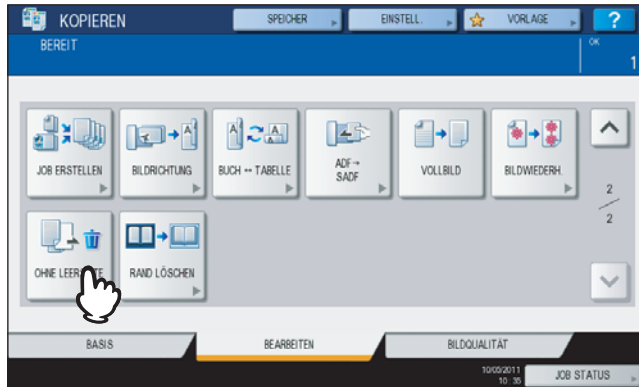 KOPIEREN
SPEICHER
EINSTELL.
VORLAGE
?
BEREIT
OK
1
JOB ERSTELLEN
BILDRICHTUNG
BUCH ↔ TABELLE
ADF→
SADF
VOLLBILD
BILDWIEDERH.
2
2
OHNE LEER
RAND LÖSCHEN
BASIS
BEARBEITEN
BILDQUALITÄT
10/03/2011
10:35
JOB STATUS